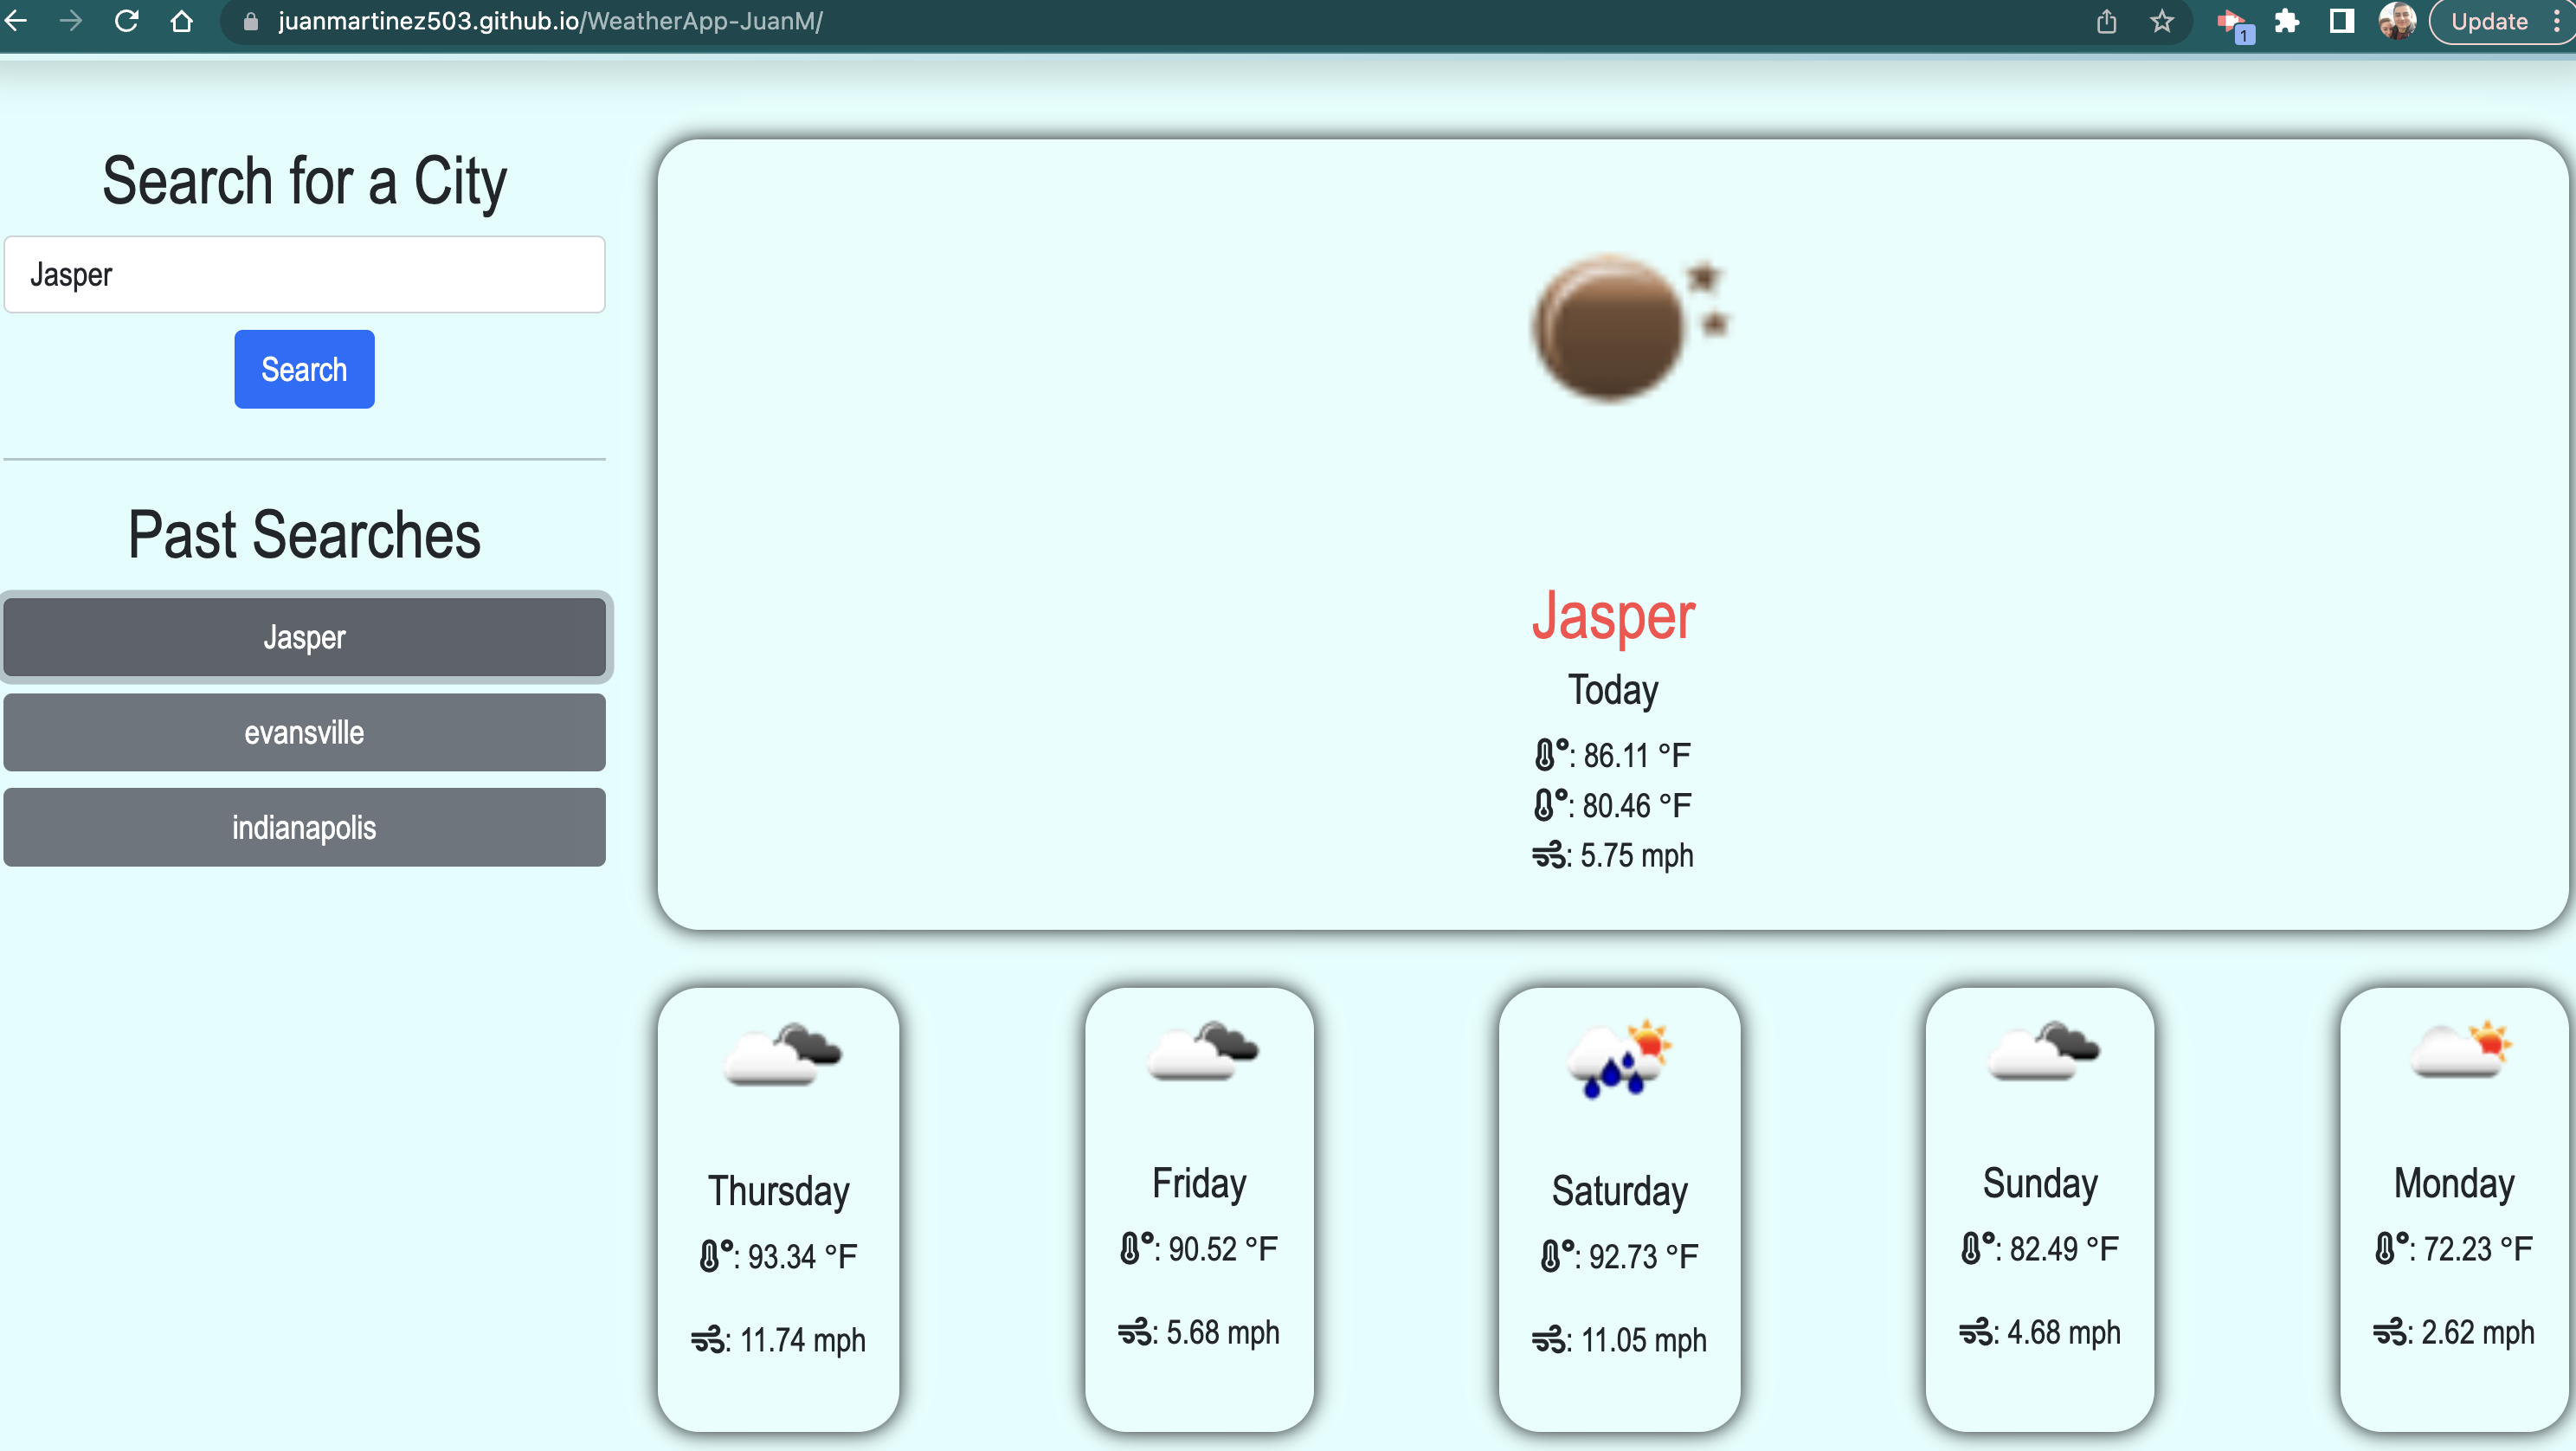 juanmartinez503.github.io/WeatherApp-JuanM/
1
Update
Search for a City
Jasper
Search
Past Searches
Jasper
evansville
indianapolis
Jasper
Today
: 86.11 °F
: 80.46 °F
: 5.75 mph
Thursday
: 93.34 °F
: 11.74 mph
Friday
: 90.52 °F
: 5.68 mph
Saturday
: 92.73 °F
: 11.05 mph
Sunday
: 82.49 °F
: 4.68 mph
Monday
: 72.23 °F
: 2.62 mph